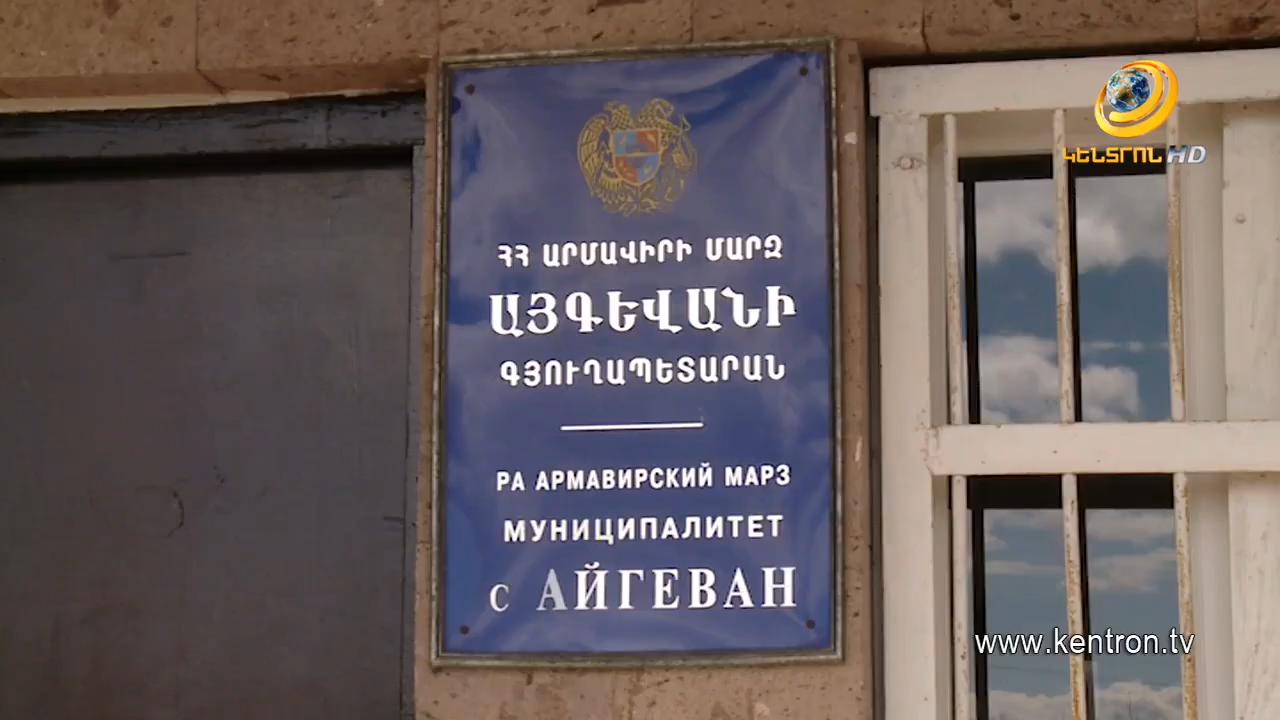 ԿԵՆՏՐՈՆ HD
ՀՀ ԱՐՄԱՎԻՐԻ ՄԱՐԶ
ԱՅԳԵՎԱՆԻ
ԳՅՈՒՂԱՊԵՏԱՐԱՆ
РА АРМАВИРСКИЙ МАРЗ
МУНИЦИПАЛИТЕТ
с АЙГЕВАН
www.kentron.tv